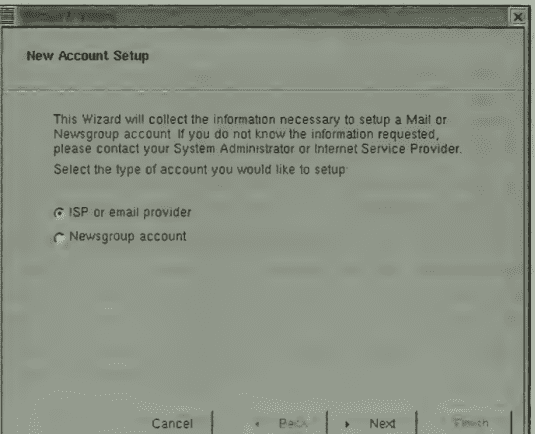 New Account Setup
This Wizard will collect the information necessary to setup a Mail or
Newsgroup account. If you do not know the information requested,
please contact your System Administrator or Internet Service Provider.
Select the type of account you would like to setup:
ISP or email provider
Newsgroup account
Cancel Back Next Finish